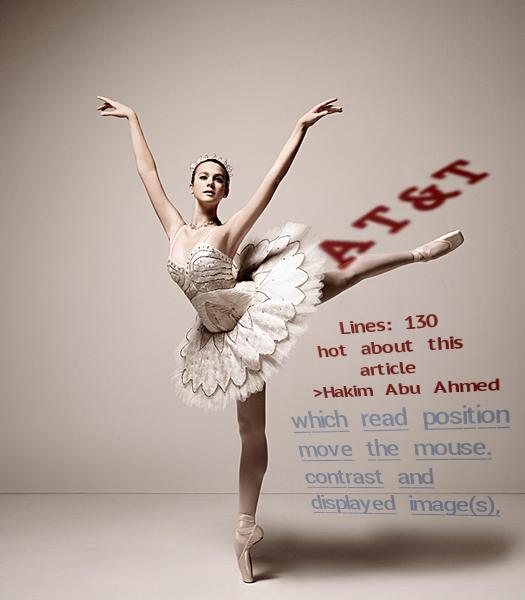 AT&T
Lines: 130
hot about this
article
>Hakim Abu Ahmed
which read position
move the mouse.
contrast and
displayed image(s),